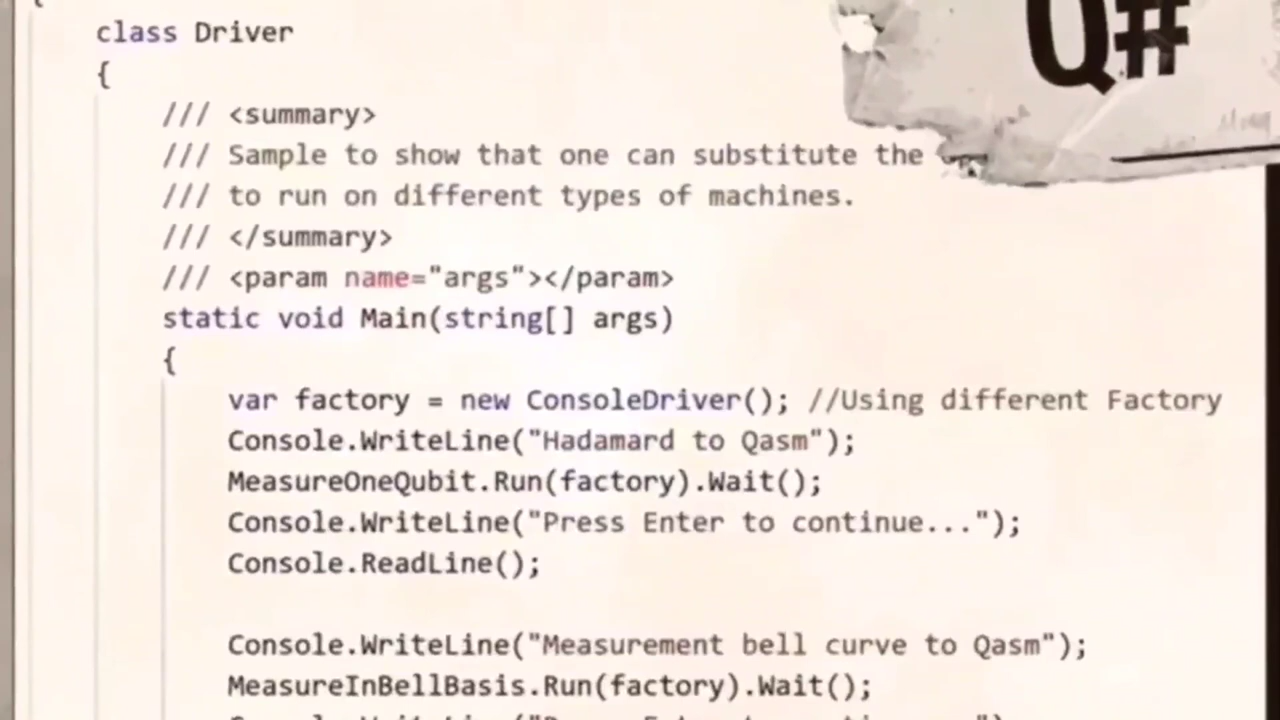 Q#
{
class Driver
{
/// <summary>
/// Sample to show that one can substitute the
/// to run on different types of machines.
/// </summary>
/// <param name="args"></param>
static void Main(string[] args)
{
var factory = new ConsoleDriver(); //Using different Factory
Console.WriteLine("Hadamard to Qasm");
MeasureOneQubit.Run(factory).Wait();
Console.WriteLine("Press Enter to continue...");
Console.ReadLine();
Console.WriteLine("Measurement bell curve to Qasm");
MeasureInBellBasis.Run(factory).Wait();